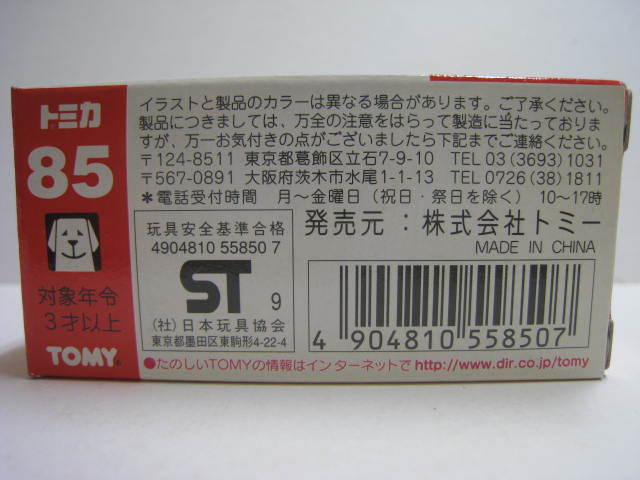 トミカ
85
対象年令
3才以上
TOMY.
イラストと製品のカラーは異なる場合があります。ご了承ください。
製品につきましては、万全の注意をはらって製造に当たっておりま
すが、万一お気付きの点がございましたら下記までご連絡ください。
〒124-8511 東京都葛飾区立石7-9-10 TEL 03(3693)1031
〒567-0891 大阪府茨木市水尾1-1-13 TEL 0726(38)1811
*電話受付時間 月～金曜日(祝日・祭日を除く) 10～17時
玩具安全基準合格
4904810 55850 7
ST 9
(社)日本玩具協会
東京都墨田区東駒形4-22-4
発売元:株式会社トミー
MADE IN CHINA
4 904810 558507
●たのしいTOMYの情報はインターネットで http://www.dir.co.jp/tomy